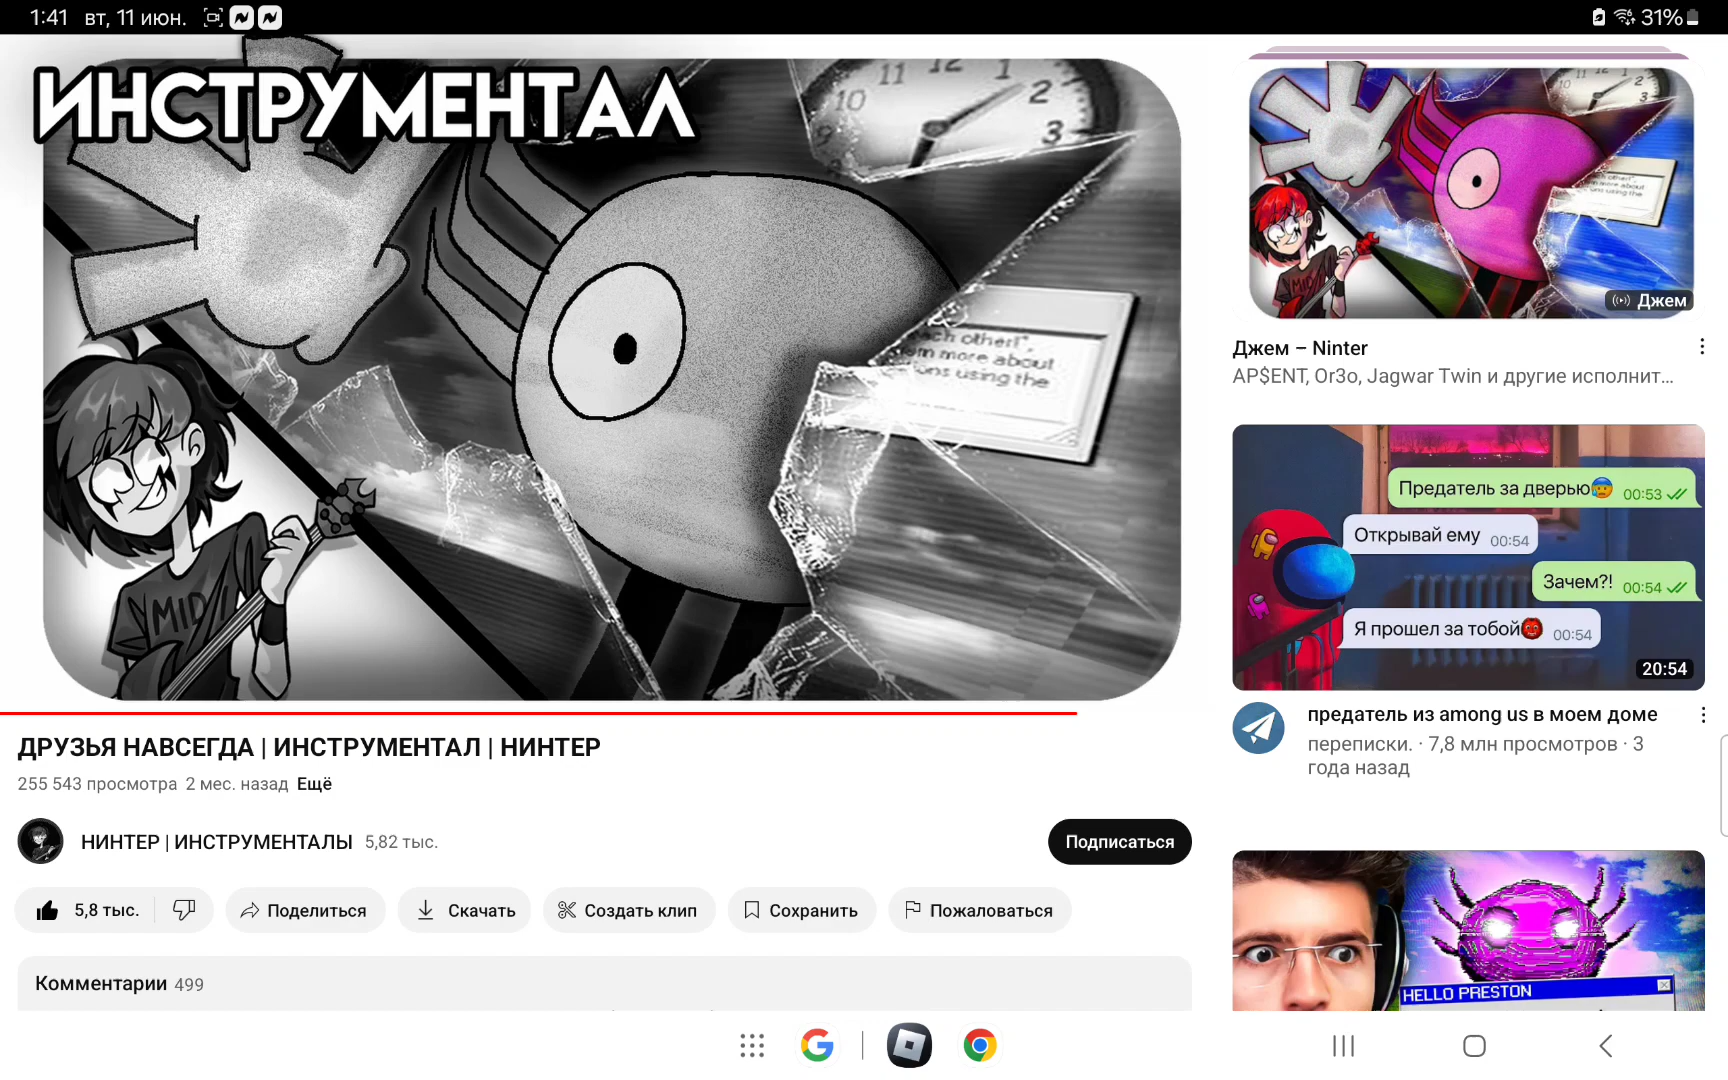 1:41 вт, 11 июн.
31%
ИНСТРУМЕНТАЛ
10 11 12 1 2 3
ach other!",
em more about
ons using the
MID
ДРУЗЬЯ НАВСЕГДА | ИНСТРУМЕНТАЛ | НИНТЕР
255 543 просмотра 2 мес. назад Ещё
НИНТЕР | ИНСТРУМЕНТАЛЫ 5,82 тыс.
Подписаться
5,8 тыс.
Поделиться
Скачать
Создать клип
Сохранить
Пожаловаться
Комментарии 499
MID
Джем
Джем – Ninter
AP$ENT, Or3o, Jagwar Twin и другие исполнит...
Предатель за дверью 00:53
Открывай ему 00:54
Зачем?! 00:54
Я прошел за тобой 00:54
20:54
предатель из among us в моем доме
переписки. · 7,8 млн просмотров · 3
года назад
HELLO PRESTON